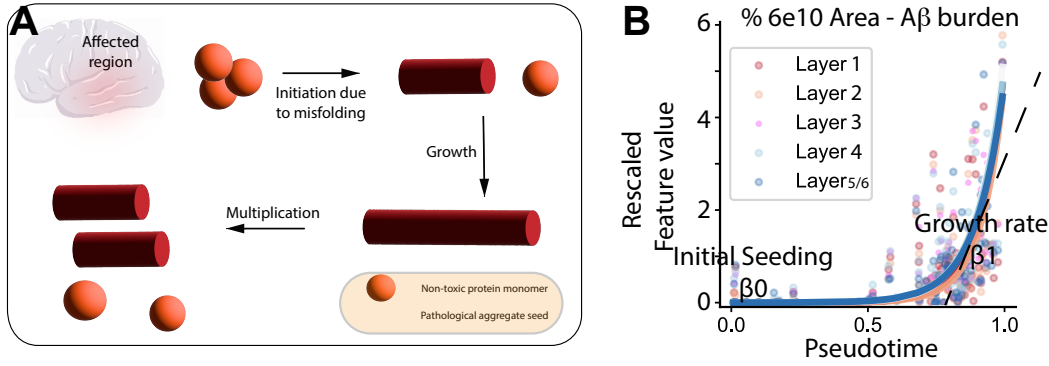 A
Affected
region
Initiation due
to misfolding
Growth
Multiplication
Non-toxic protein monomer
Pathological aggregate seed
B
% 6e10 Area - Aβ burden
Layer 1
Layer 2
Layer 3
Layer 4
Layer5/6
Rescaled
Feature value
6
4
2
0
Growth rate
β1
Initial Seeding
β0
0.0
0.5
1.0
Pseudotime